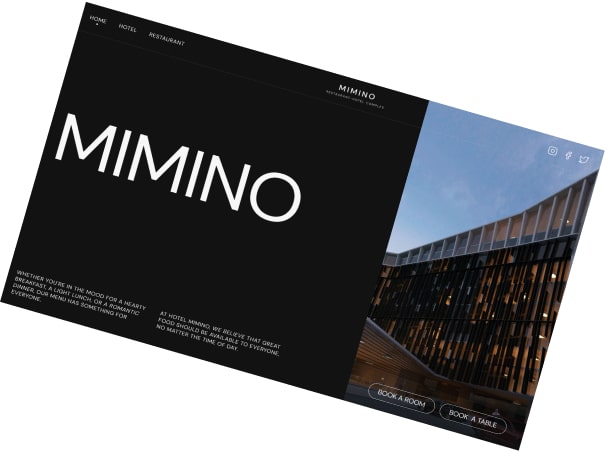 HOME HOTEL RESTAURANT
MIMINO
RESTAURANT-HOTEL COMPLEX
MIMINO
WHETHER YOU'RE IN THE MOOD FOR A HEARTY
BREAKFAST, A LIGHT LUNCH, OR A ROMANTIC
DINNER, OUR MENU HAS SOMETHING FOR
EVERYONE.
AT HOTEL MIMINO, WE BELIEVE THAT GREAT
FOOD SHOULD BE AVAILABLE TO EVERYONE,
NO MATTER THE TIME OF DAY.
BOOK A ROOM
BOOK A TABLE